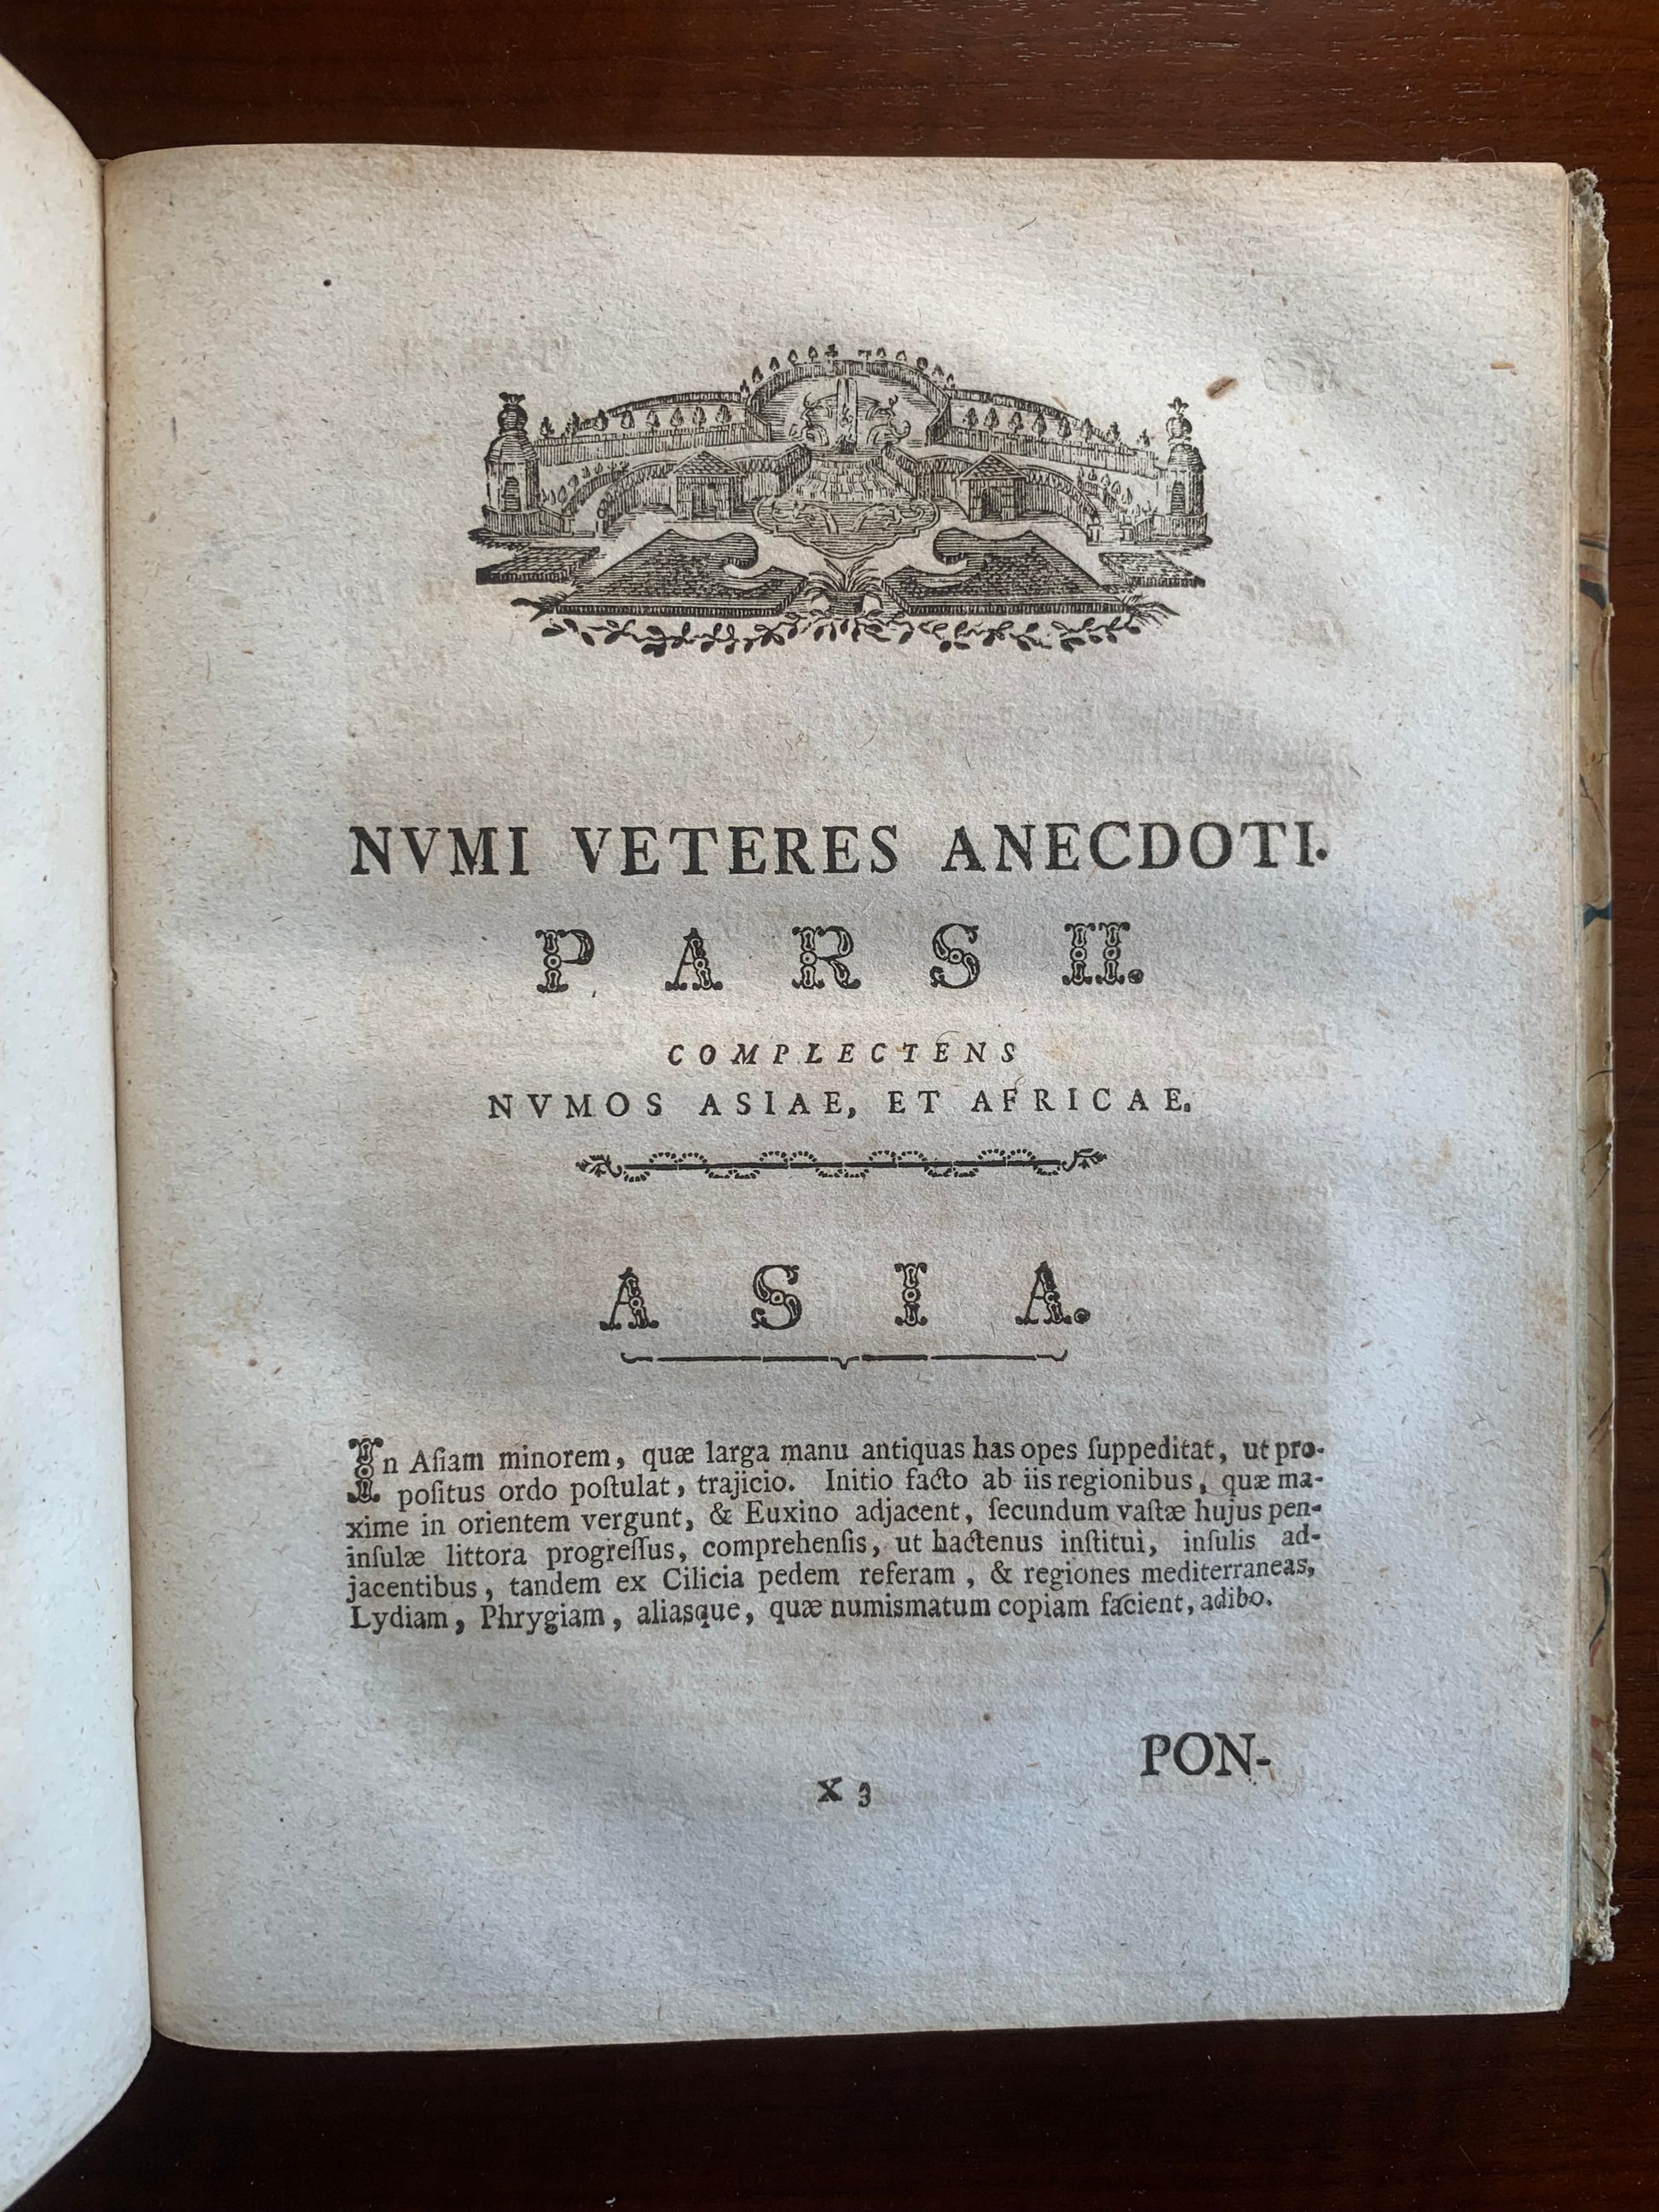 NVMI VETERES ANECDOTI.
PARS II.
COMPLECTENS
NVMOS ASIAE, ET AFRICAE.
ASIA.
In Aſiam minorem, quæ larga manu antiquas has opes ſuppeditat, ut pro-
poſitus ordo poſtulat, trajicio. Initio facto ab iis regionibus, quæ ma-
xime in orientem vergunt, & Euxino adjacent, ſecundum vaſtæ hujus pen-
inſulæ littora progreſſus, comprehenſis, ut hactenus inſtitui, inſulis ad-
jacentibus, tandem ex Cilicia pedem referam, & regiones mediterraneas,
Lydiam, Phrygiam, aliasque, quæ numismatum copiam facient, adibo.
PON-
X 3